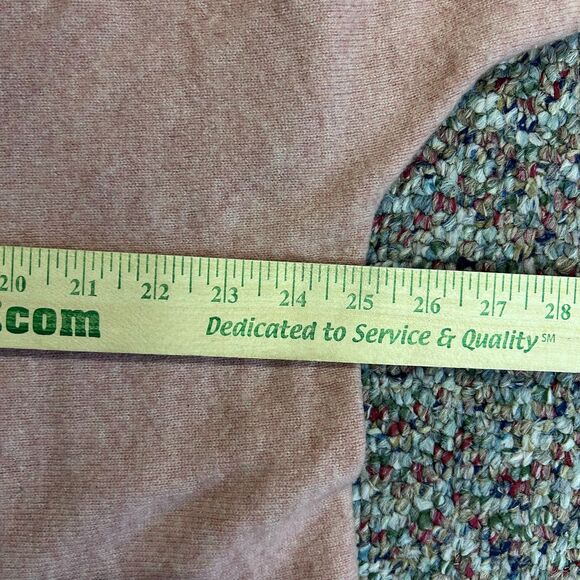 20 21 22 23 24 25 26 27 28
.com Dedicated to Service & Quality SM